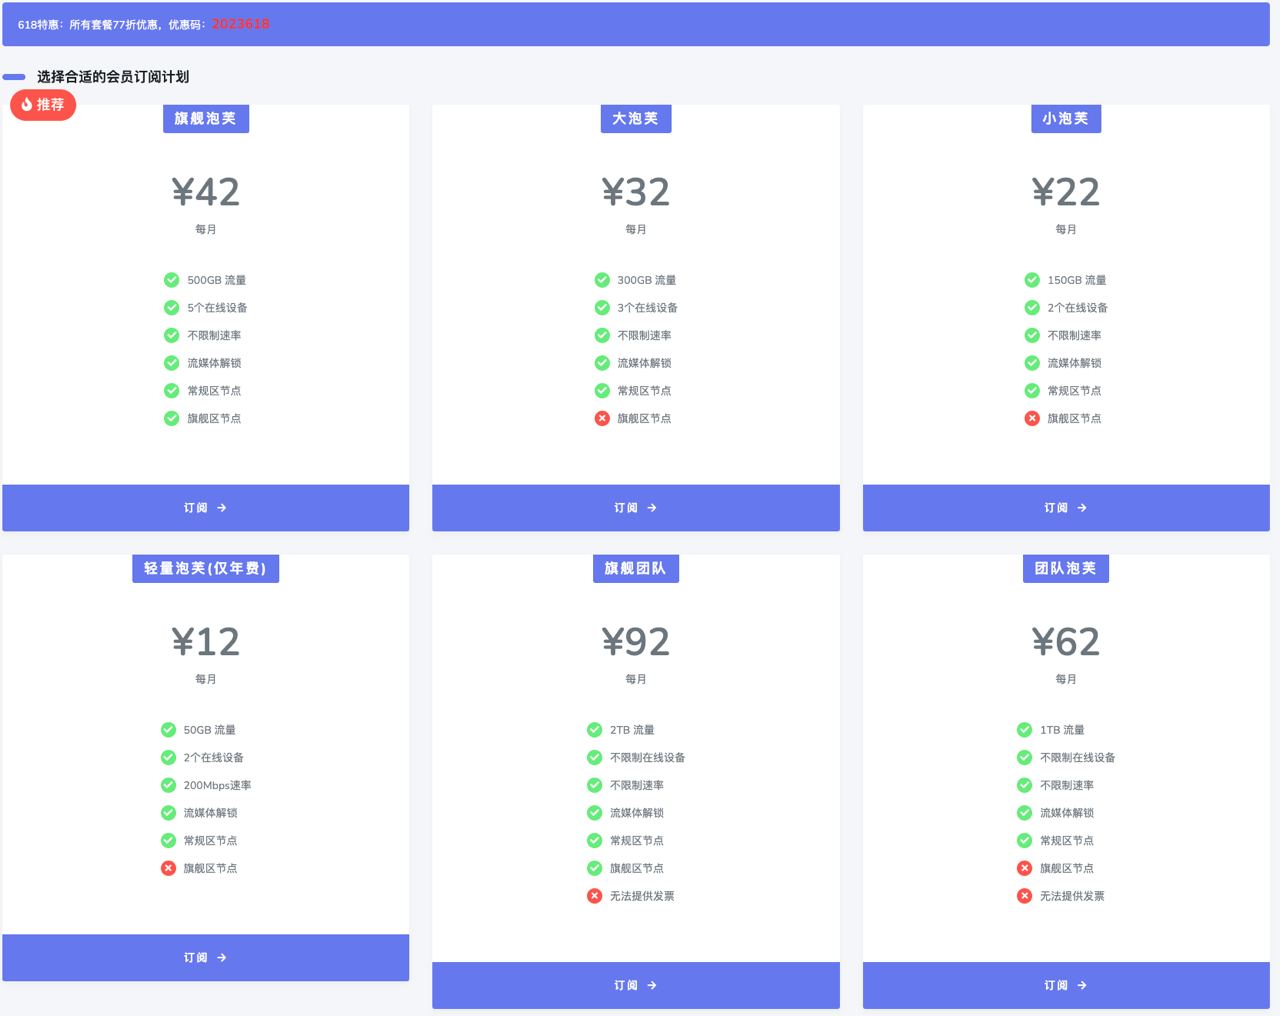 618特惠：所有套餐77折优惠，优惠码：2023618
选择合适的会员订阅计划
推荐
旗舰泡芙
¥42
每月
500GB 流量
5个在线设备
不限制速率
流媒体解锁
常规区节点
旗舰区节点
订阅 →
大泡芙
¥32
每月
300GB 流量
3个在线设备
不限制速率
流媒体解锁
常规区节点
旗舰区节点
订阅 →
小泡芙
¥22
每月
150GB 流量
2个在线设备
不限制速率
流媒体解锁
常规区节点
旗舰区节点
订阅 →
轻量泡芙(仅年费)
¥12
每月
50GB 流量
2个在线设备
200Mbps速率
流媒体解锁
常规区节点
旗舰区节点
订阅 →
旗舰团队
¥92
每月
2TB 流量
不限制在线设备
不限制速率
流媒体解锁
常规区节点
旗舰区节点
无法提供发票
订阅 →
团队泡芙
¥62
每月
1TB 流量
不限制在线设备
不限制速率
流媒体解锁
常规区节点
旗舰区节点
无法提供发票
订阅 →